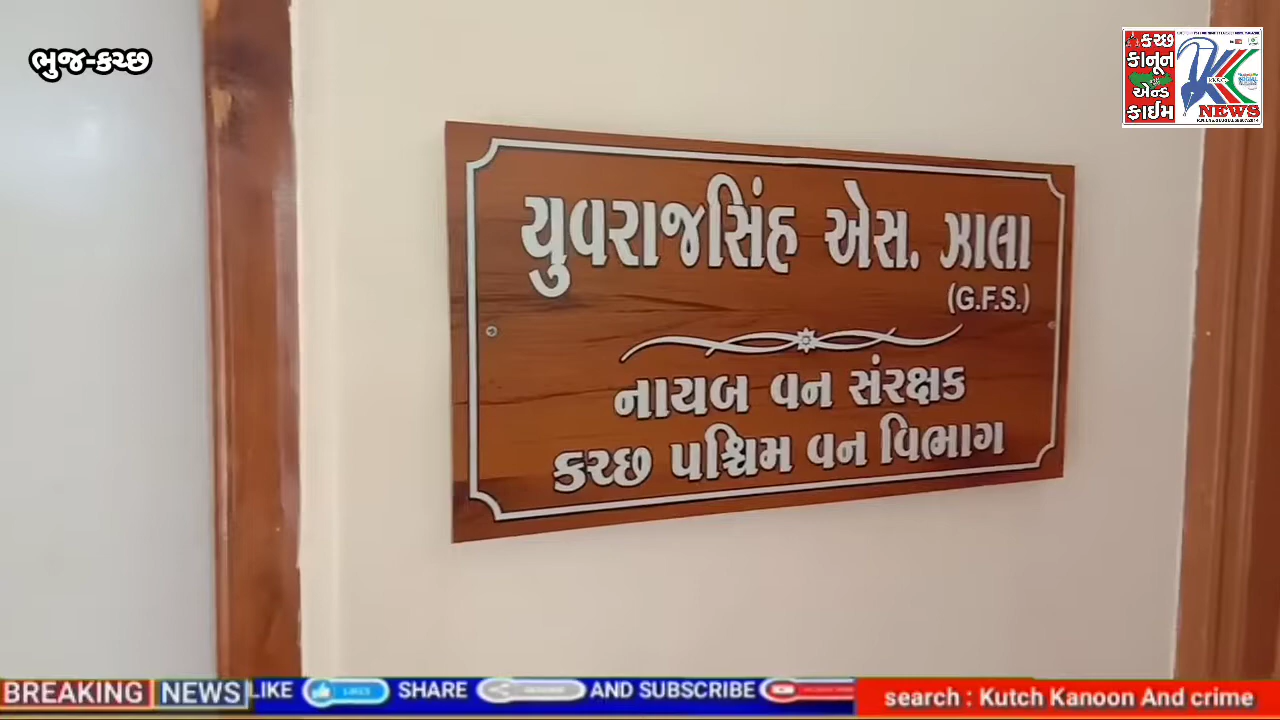 ભુજ-કચ્છ
કચ્છ
કાનૂન
એન્ડ
કાઈમ
NEWS
યુવરાજસિંહ એસ. ઝાલા
(G.F.S.)
નાયબ વન સંરક્ષક
કચ્છ પશ્ચિમ વન વિભાગ
BREAKING NEWS LIKE LIKES SHARE AND SUBSCRIBE
search : Kutch Kanoon And crime